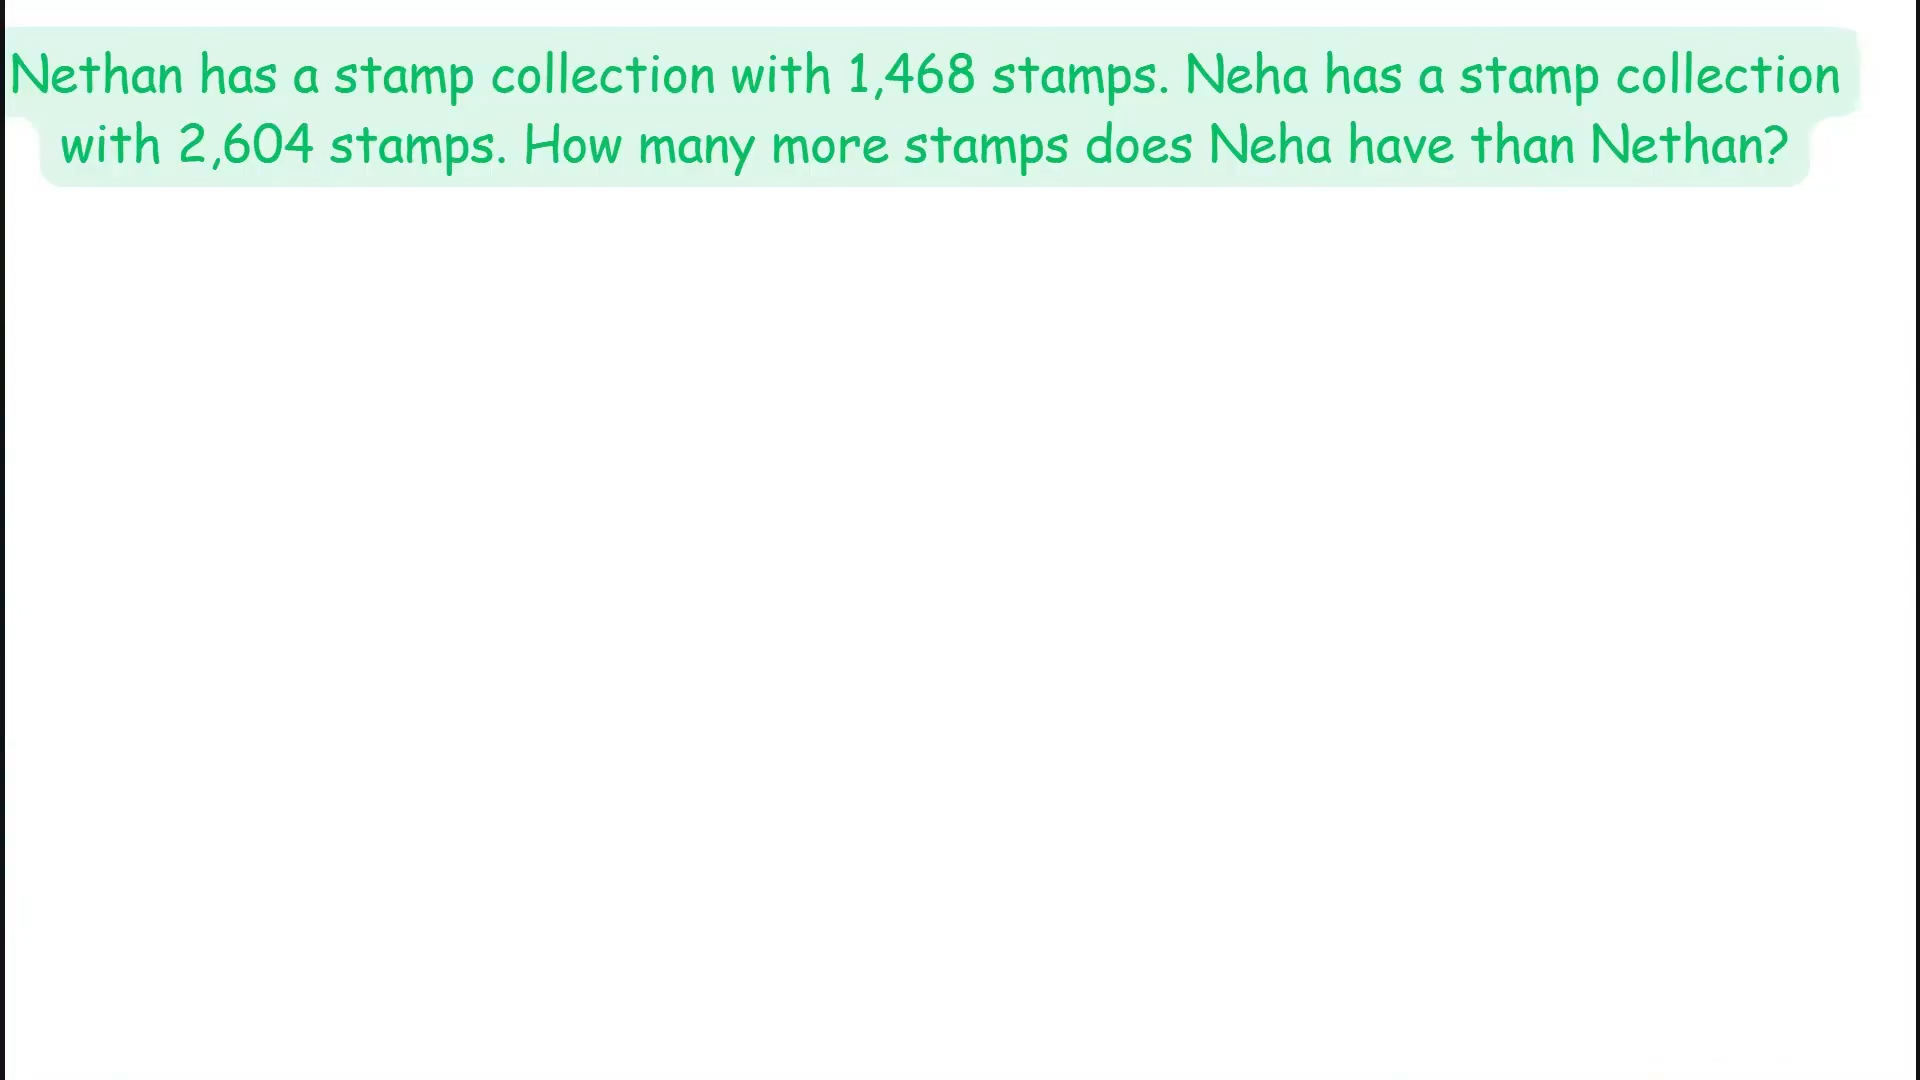 Nethan has a stamp collection with 1,468 stamps. Neha has a stamp collection
with 2,604 stamps. How many more stamps does Neha have than Nethan?